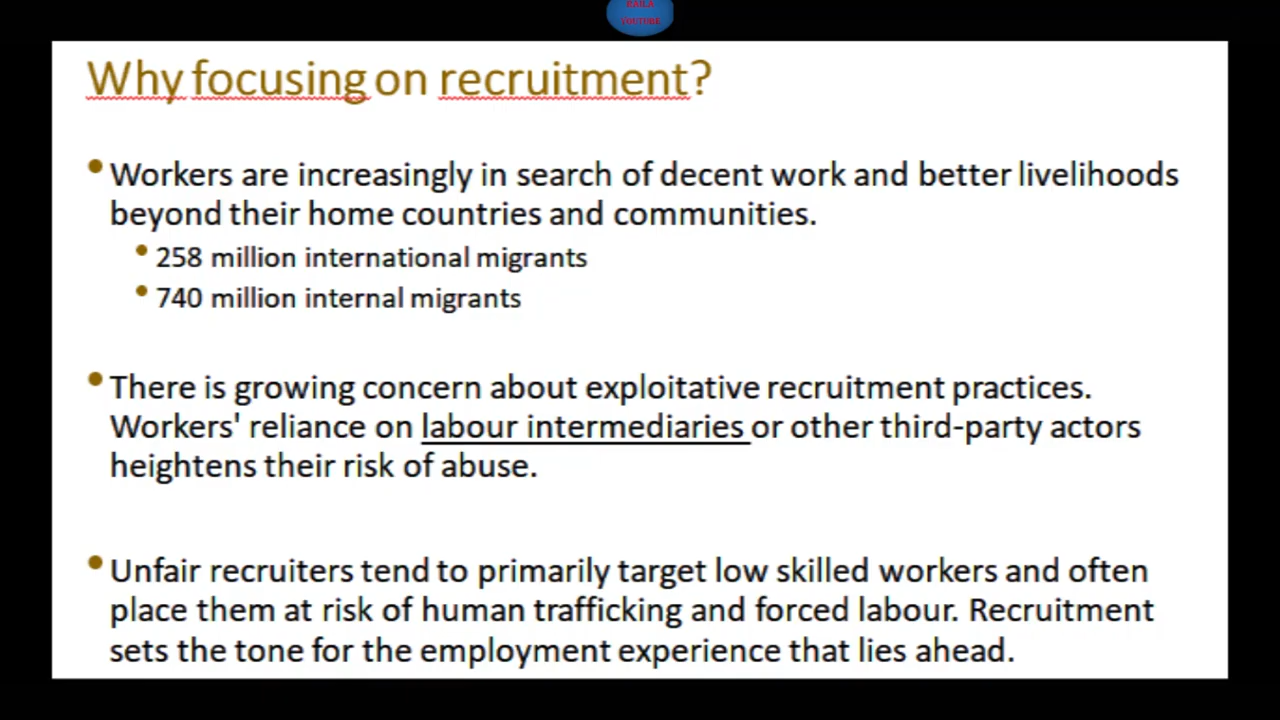 YOUTUBE
Why focusing on recruitment?
• Workers are increasingly in search of decent work and better livelihoods
beyond their home countries and communities.
• 258 million international migrants
• 740 million internal migrants
• There is growing concern about exploitative recruitment practices.
Workers' reliance on labour intermediaries or other third-party actors
heightens their risk of abuse.
• Unfair recruiters tend to primarily target low skilled workers and often
place them at risk of human trafficking and forced labour. Recruitment
sets the tone for the employment experience that lies ahead.